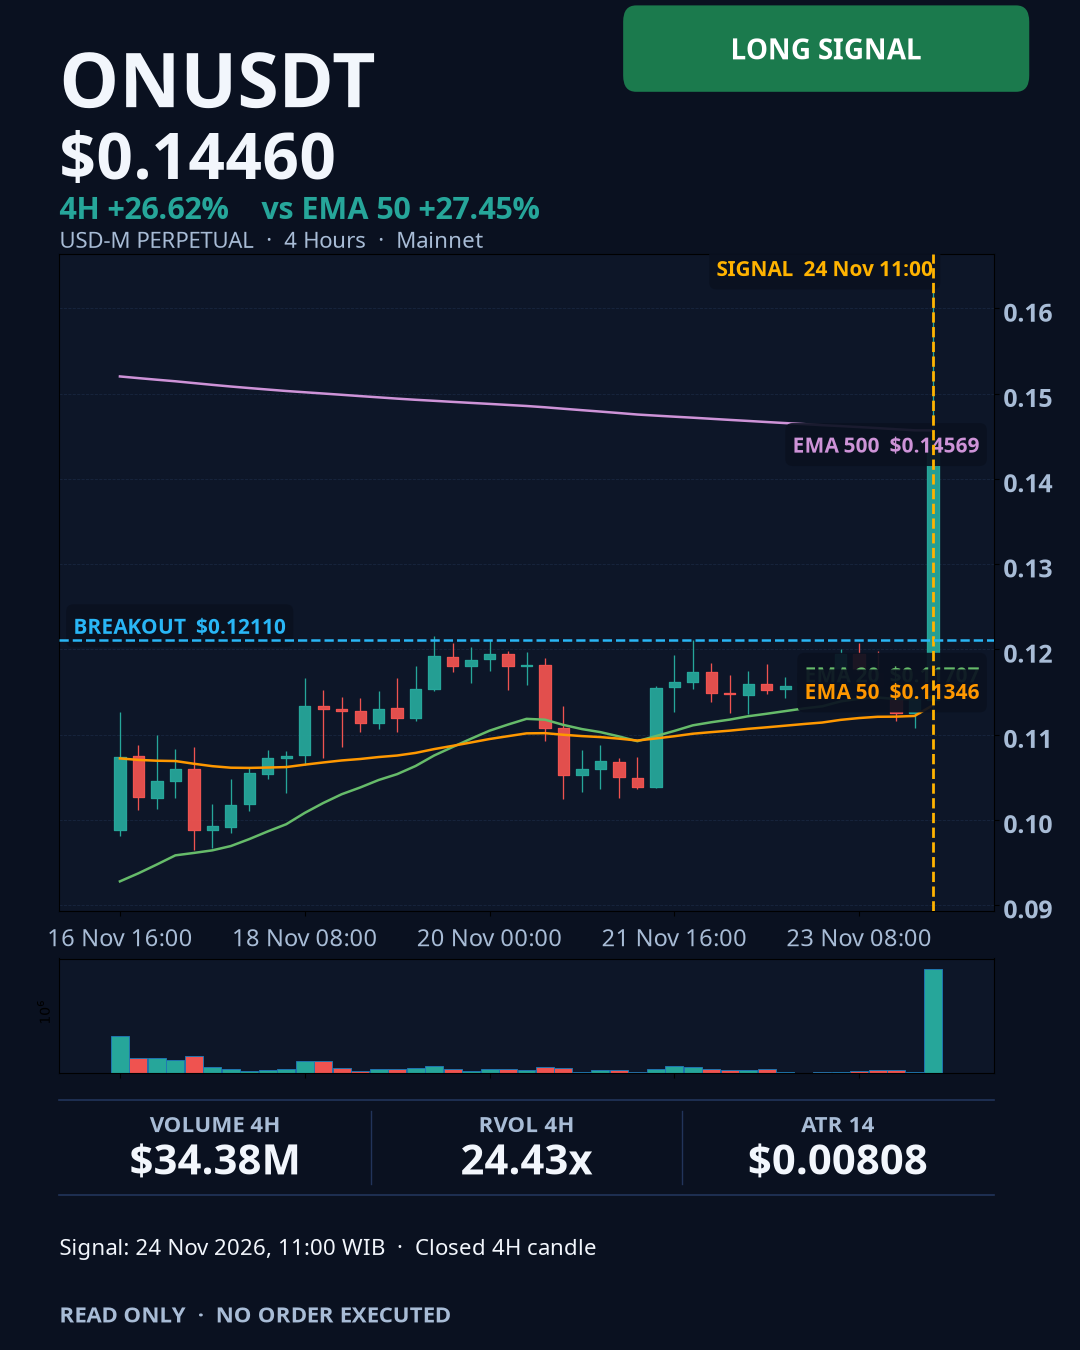 LONG SIGNAL
ONUSDT
$0.14460
4H +26.62% vs EMA 50 +27.45%
USD-M PERPETUAL · 4 Hours · Mainnet
SIGNAL 24 Nov 11:00
0.16
0.15
EMA 500 $0.14569
0.14
0.13
BREAKOUT $0.12110
0.12
EMA 50 $0.11346
0.11
0.10
0.09
16 Nov 16:00 18 Nov 08:00 20 Nov 00:00 21 Nov 16:00 23 Nov 08:00
10⁶
VOLUME 4H RVOL 4H ATR 14
$34.38M 24.43x $0.00808
Signal: 24 Nov 2026, 11:00 WIB · Closed 4H candle
READ ONLY · NO ORDER EXECUTED